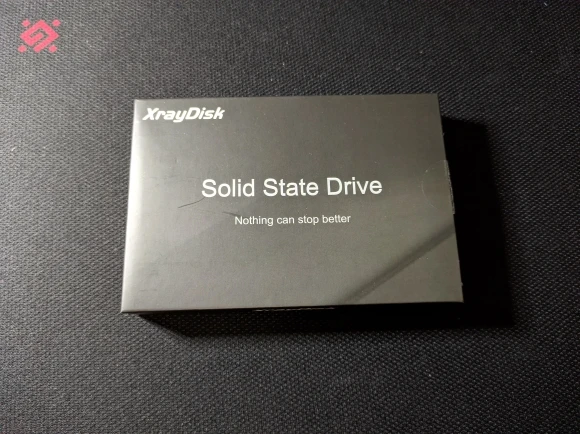 XrayDisk
Solid State Drive
Nothing can stop better